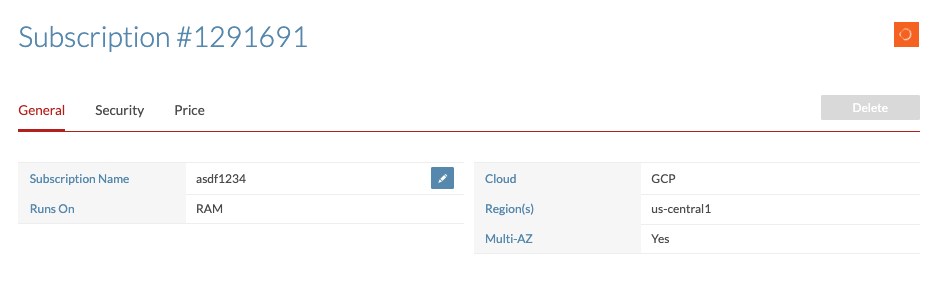 Subscription #1291691
General Security Price Delete
Subscription Name asdf1234 Cloud GCP
Runs On RAM Region(s) us-central1
Multi-AZ Yes